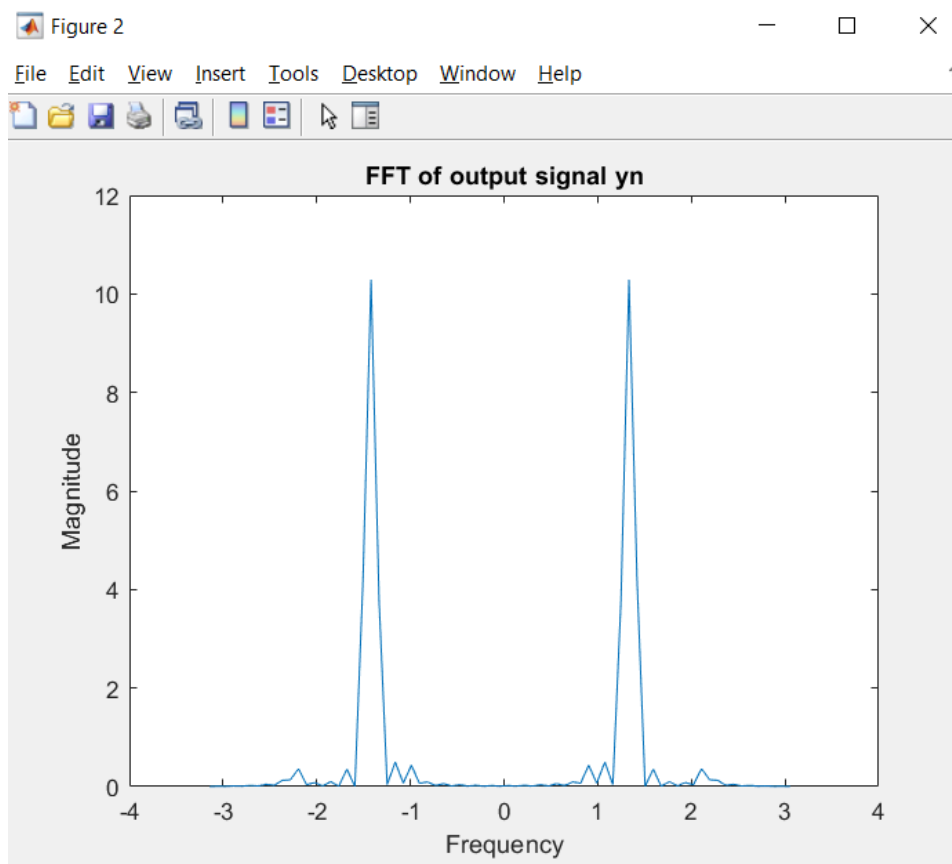 Figure 2
File Edit View Insert Tools Desktop Window Help
FFT of output signal yn
12
10
8
6
4
2
0
Magnitude
-4 -3 -2 -1 0 1 2 3 4
Frequency